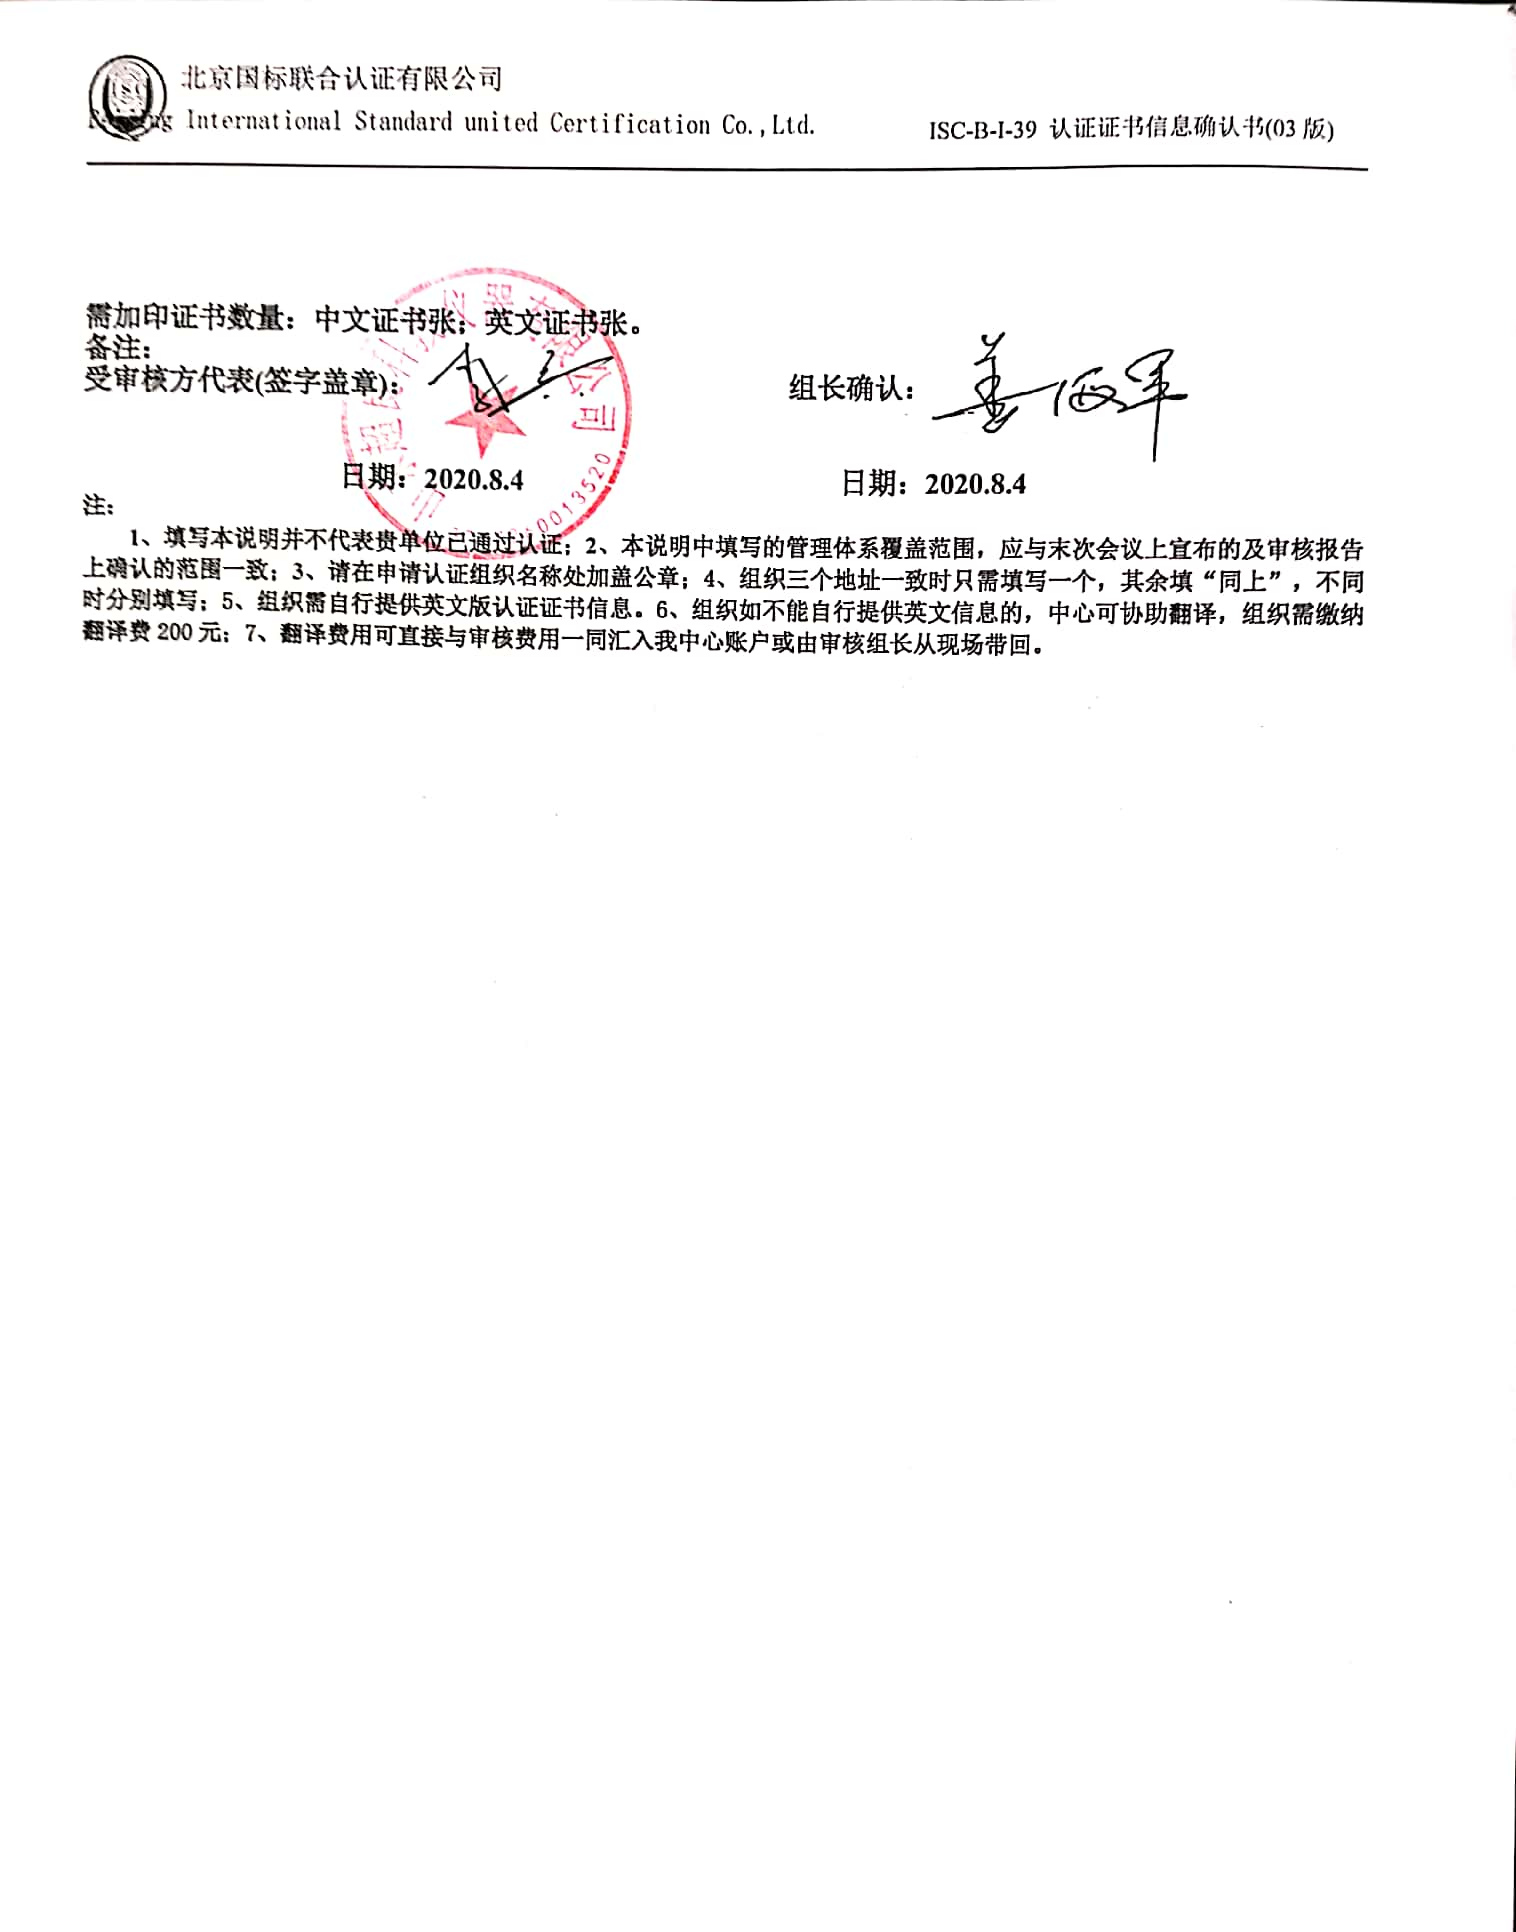 北京国标联合认证有限公司
International Standard united Certification Co.,Ltd.
ISC-B-I-39 认证证书信息确认书(03 版)
需加印证书数量：中文证书张；英文证书张。
备注：
受审核方代表(签字盖章)：
组长确认：
日期：2020.8.4
日期：2020.8.4
注：
1、填写本说明并不代表贵单位已通过认证；2、本说明中填写的管理体系覆盖范围，应与末次会议上宣布的及审核报告
上确认的范围一致；3、请在申请认证组织名称处加盖公章；4、组织三个地址一致时只需填写一个，其余填“同上”，不同
时分别填写；5、组织需自行提供英文版认证证书信息。6、组织如不能自行提供英文信息的，中心可协助翻译，组织需缴纳
翻译费 200 元；7、翻译费用可直接与审核费用一同汇入我中心账户或由审核组长从现场带回。